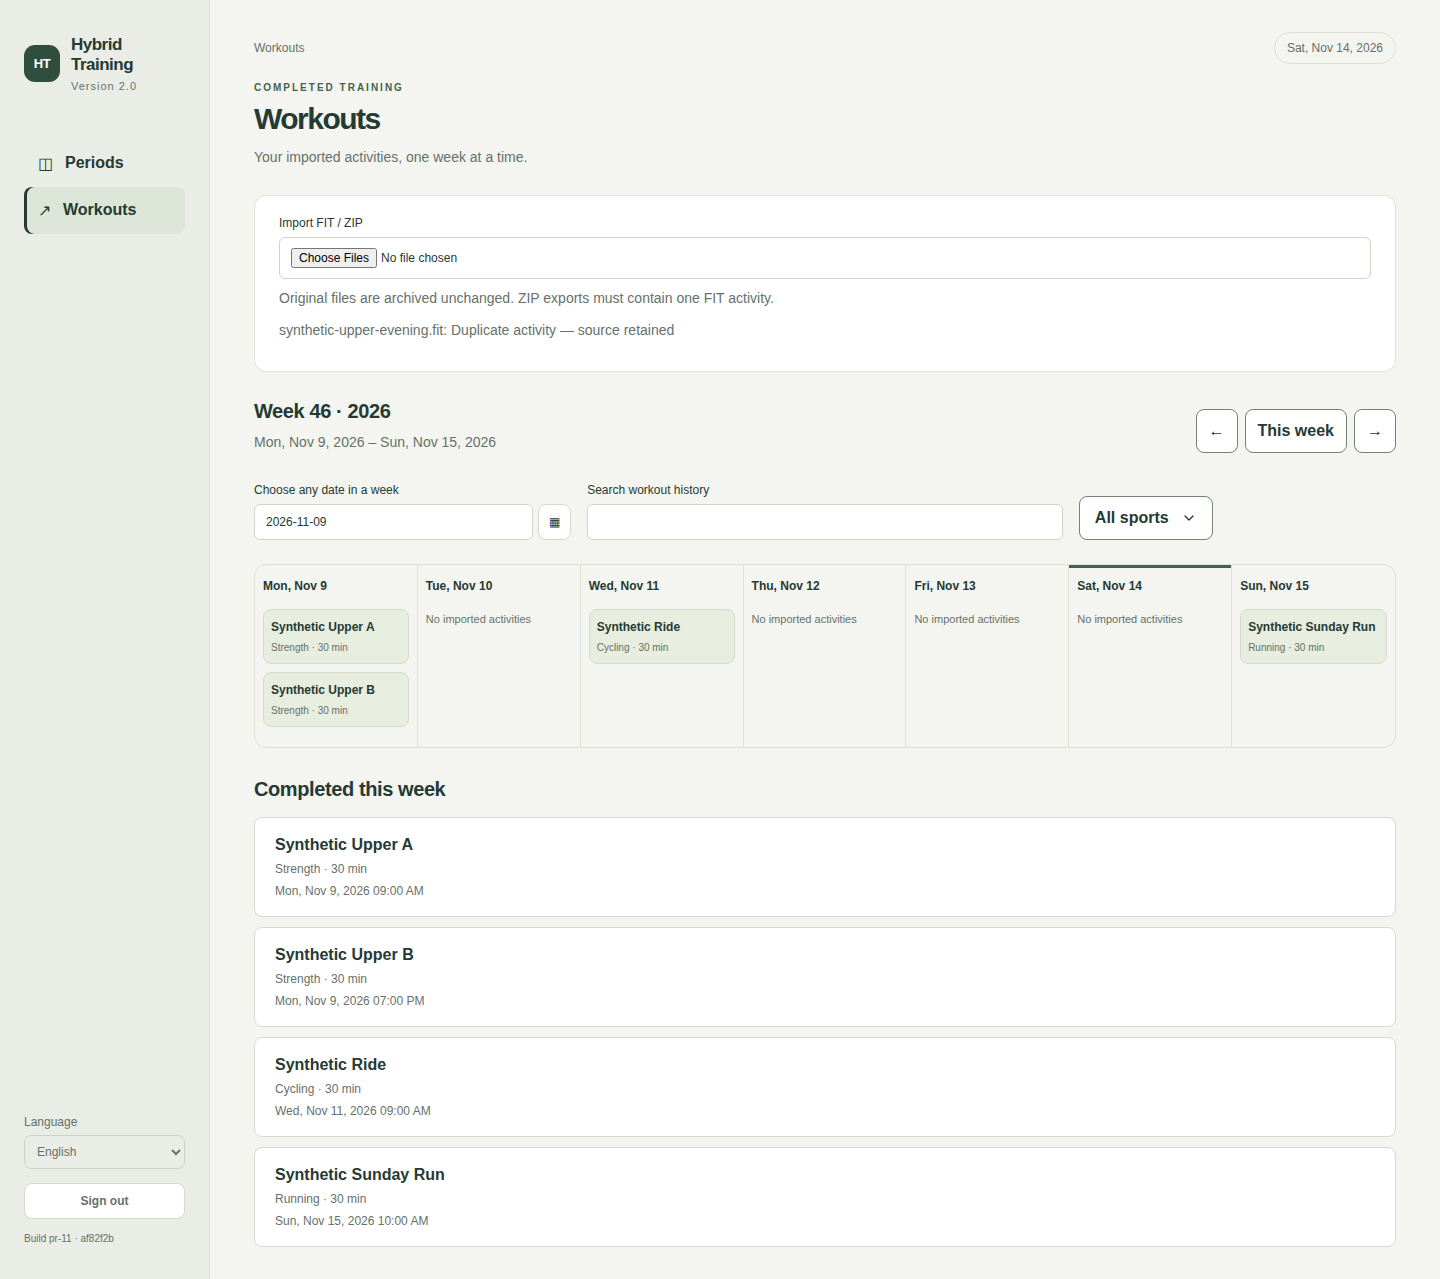 HT
Hybrid
Training
Version 2.0
Periods
Workouts
Language
English
Sign out
Build pr-11 · af82f2b
Workouts
Sat, Nov 14, 2026
COMPLETED TRAINING
Workouts
Your imported activities, one week at a time.
Import FIT / ZIP
Choose Files No file chosen
Original files are archived unchanged. ZIP exports must contain one FIT activity.
synthetic-upper-evening.fit: Duplicate activity — source retained
Week 46 · 2026
Mon, Nov 9, 2026 – Sun, Nov 15, 2026
←
This week
→
Choose any date in a week
2026-11-09
Search workout history
All sports
Mon, Nov 9
Synthetic Upper A
Strength · 30 min
Synthetic Upper B
Strength · 30 min
Tue, Nov 10
No imported activities
Wed, Nov 11
Synthetic Ride
Cycling · 30 min
Thu, Nov 12
No imported activities
Fri, Nov 13
No imported activities
Sat, Nov 14
No imported activities
Sun, Nov 15
Synthetic Sunday Run
Running · 30 min
Completed this week
Synthetic Upper A
Strength · 30 min
Mon, Nov 9, 2026 09:00 AM
Synthetic Upper B
Strength · 30 min
Mon, Nov 9, 2026 07:00 PM
Synthetic Ride
Cycling · 30 min
Wed, Nov 11, 2026 09:00 AM
Synthetic Sunday Run
Running · 30 min
Sun, Nov 15, 2026 10:00 AM